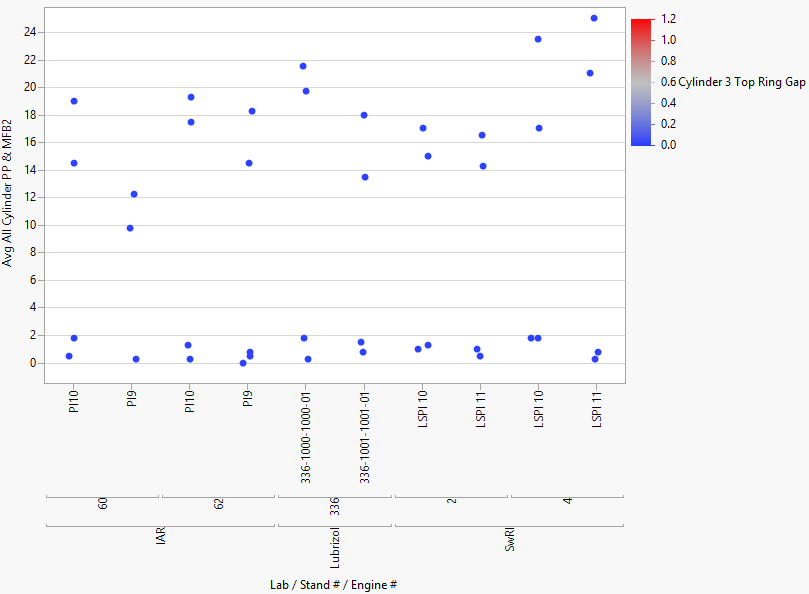 Avg All Cylinder PP & MFB2
24
22
20
18
16
14
12
10
8
6
4
2
0
1.2
1.0
0.8
0.6
0.4
0.2
0.0
Cylinder 3 Top Ring Gap
PI10
PI9
PI10
PI9
336-1000-1000-01
336-1001-1001-01
LSPI 10
LSPI 11
LSPI 10
LSPI 11
60
62
336
2
4
IAR
Lubrizol
SwRI
Lab / Stand # / Engine #